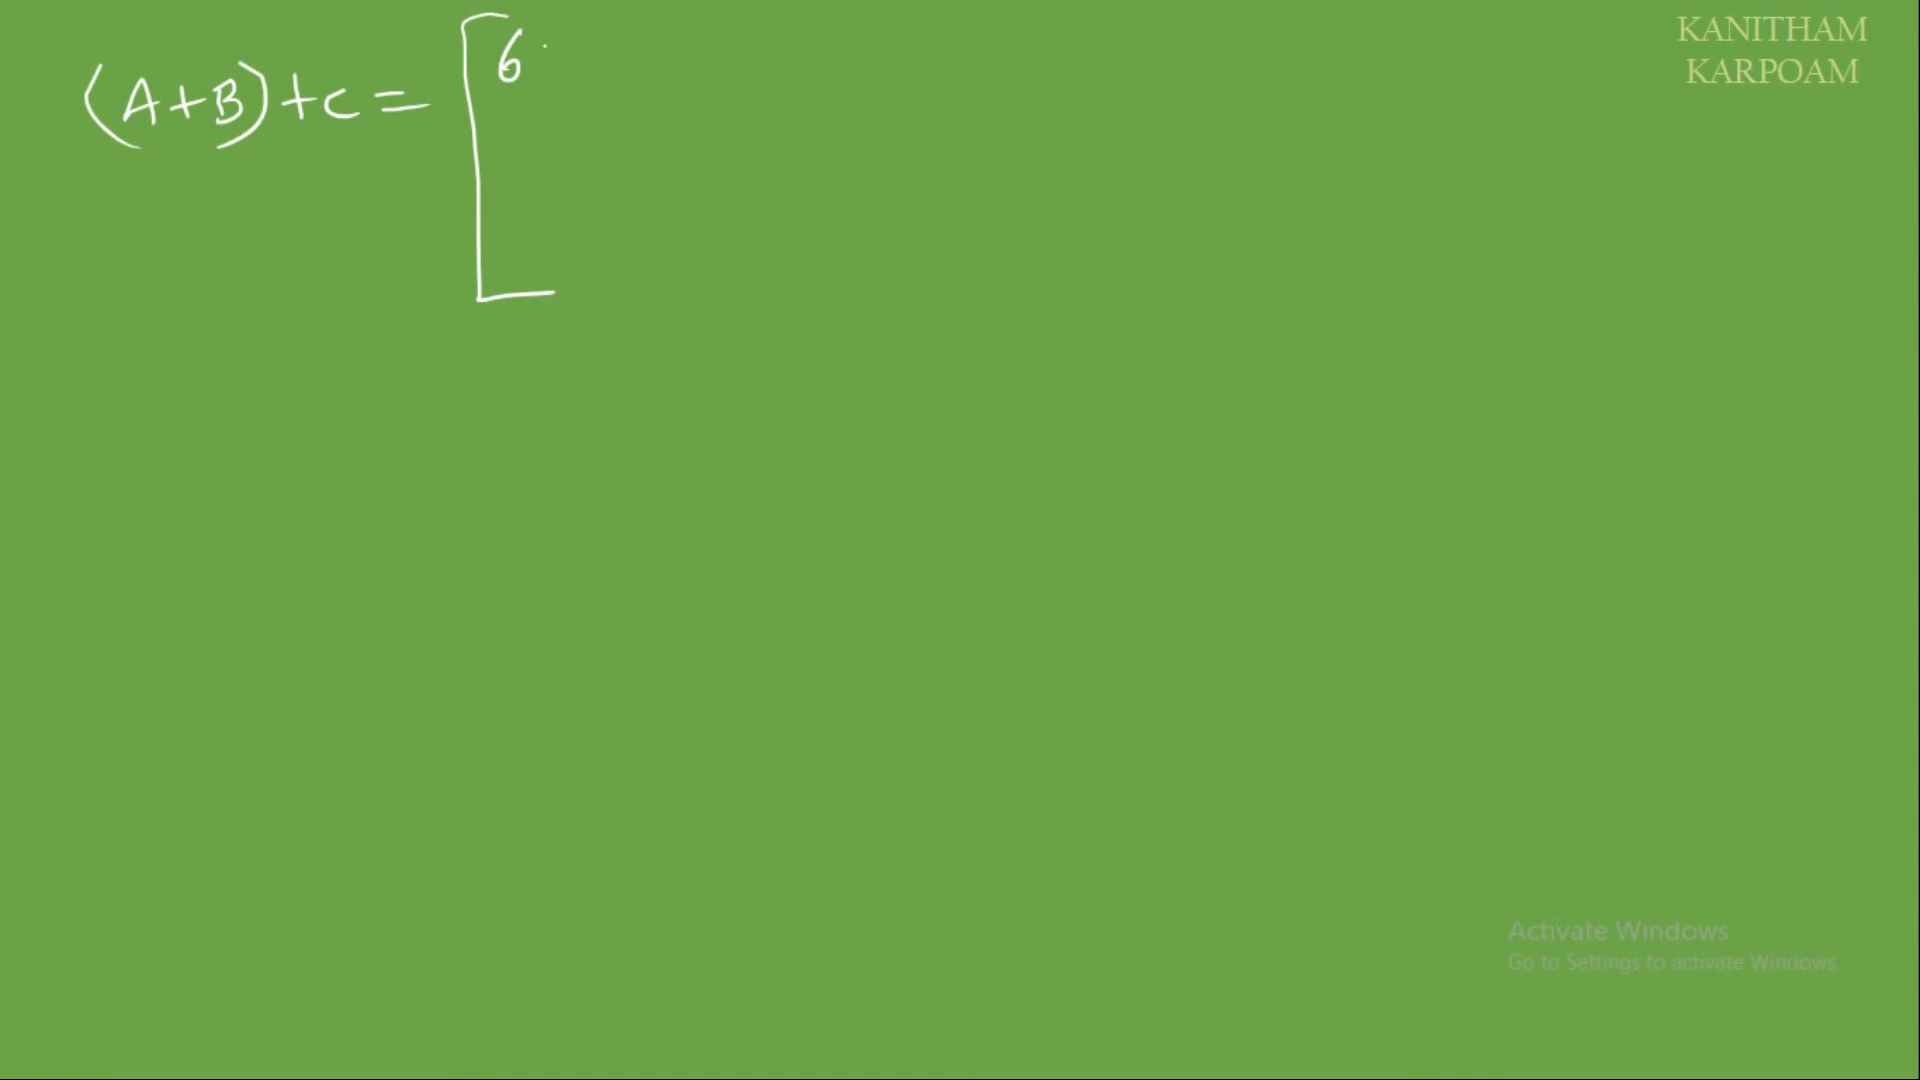 (A+B)+C = [6
KANITHAM
KARPOAM
Activate Windows
Go to Settings to activate Windows.